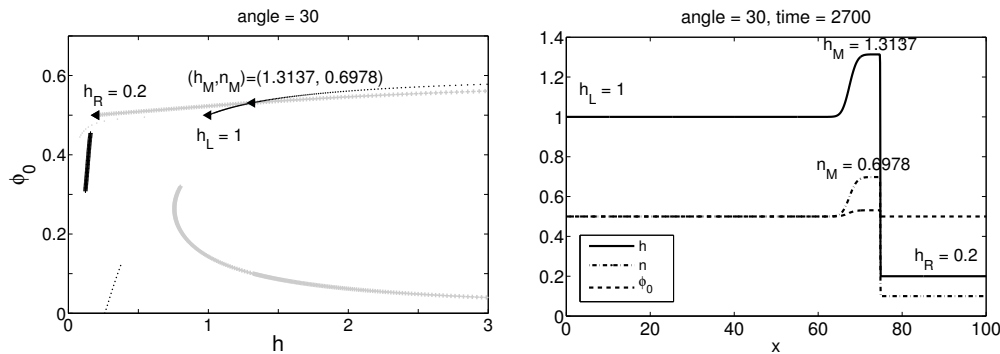 angle = 30
0.6
0.4
0.2
0
ϕ0
h_R = 0.2
(h_M,n_M)=(1.3137, 0.6978)
h_L = 1
0
1
2
3
h
angle = 30, time = 2700
1.4
1.2
1
0.8
0.6
0.4
0.2
0
h_M = 1.3137
h_L = 1
n_M = 0.6978
h_R = 0.2
h
n
ϕ0
0
20
40
60
80
100
x